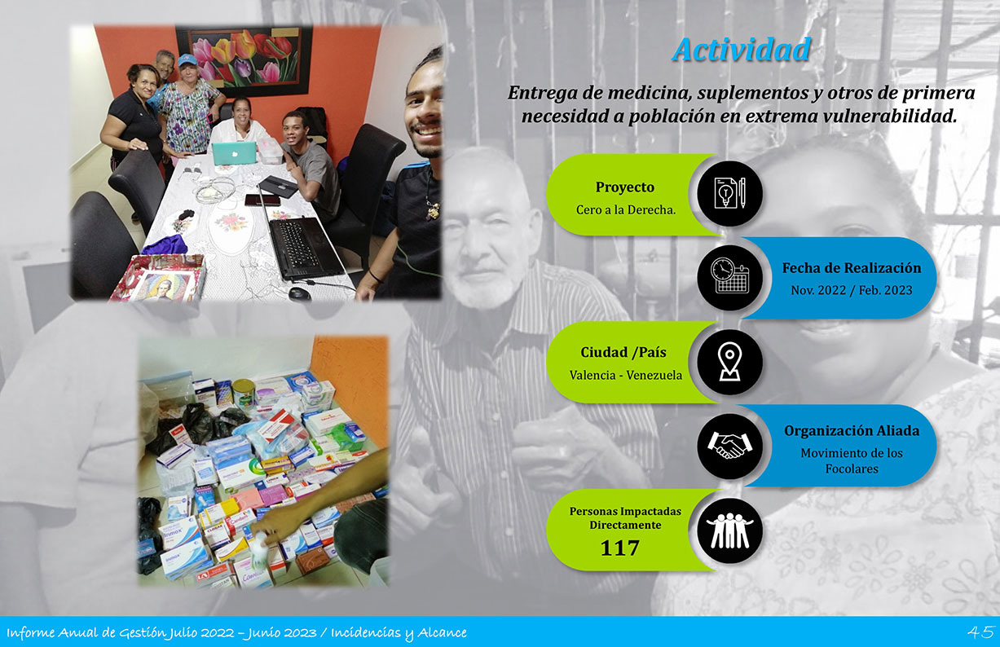 Actividad
Entrega de medicina, suplementos y otros de primera
necesidad a población en extrema vulnerabilidad.
Proyecto
Cero a la Derecha.
Fecha de Realización
Nov. 2022 / Feb. 2023
Ciudad /País
Valencia - Venezuela
Organización Aliada
Movimiento de los
Focolares
Personas Impactadas
Directamente
117
Inmox
Informe Anual de Gestión Julio 2022 – Junio 2023 / Incidencias y Alcance
45